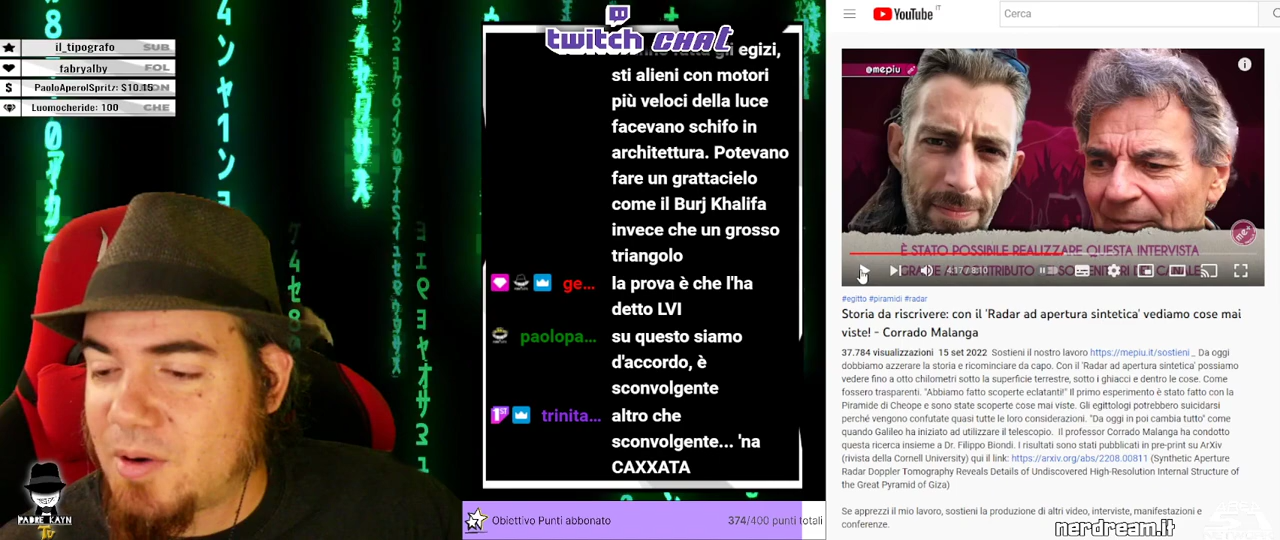 il_tipografo SUB
fabryalby FOL
PaoloAperolSpritz: $10.15
Luomocheride: 100 CHE
PADRE KAYN
Tv
twitch CHAT
egizi,
sti alieni con motori
più veloci della luce
facevano schifo in
architettura. Potevano
fare un grattacielo
come il Burj Khalifa
invece che un grosso
triangolo
ge... la prova è che l'ha
detto LVI
paolopa... su questo siamo
d'accordo, è
sconvolgente
1ST trinita... altro che
sconvolgente... 'na
CAXXATA
Obiettivo Punti abbonato 374/400 punti totali
YouTube IT
Cerca
@mepiu
È STATO POSSIBILE REALIZZARE QUESTA INTERVISTA
4:17 / 8:10
me+
#egitto #piramidi #radar
Storia da riscrivere: con il 'Radar ad apertura sintetica' vediamo cose mai
viste! - Corrado Malanga
37.784 visualizzazioni 15 set 2022 Sostieni il nostro lavoro https://mepiu.it/sostieni_ Da oggi
dobbiamo azzerare la storia e ricominciare da capo. Con il 'Radar ad apertura sintetica' possiamo
vedere fino a otto chilometri sotto la superficie terrestre, sotto i ghiacci e dentro le cose. Come
fossero trasparenti. "Abbiamo fatto scoperte eclatanti!" Il primo esperimento è stato fatto con la
Piramide di Cheope e sono state scoperte cose mai viste. Gli egittologi potrebbero suicidarsi
perché vengono confutate quasi tutte le loro considerazioni. "Da oggi in poi cambia tutto" come
quando Galileo ha iniziato ad utilizzare il telescopio. Il professor Corrado Malanga ha condotto
questa ricerca insieme a Dr. Filippo Biondi. I risultati sono stati pubblicati in pre-print su ArXiv
(rivista della Cornell University) qui il link: https://arxiv.org/abs/2208.00811 (Synthetic Aperture
Radar Doppler Tomography Reveals Details of Undiscovered High-Resolution Internal Structure of
the Great Pyramid of Giza)
Se apprezzi il mio lavoro, sostieni la produzione di altri video, interviste, manifestazioni e
conferenze.
nerdream.it